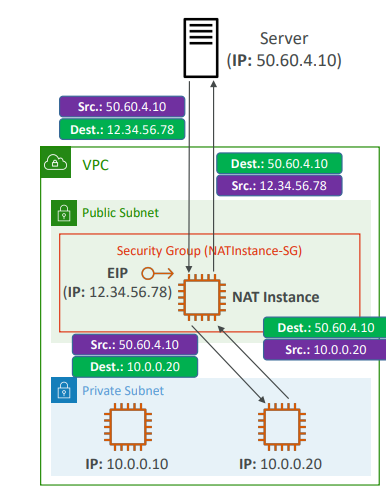 Server
(IP: 50.60.4.10)
Src.: 50.60.4.10
Dest.: 12.34.56.78
Dest.: 50.60.4.10
Src.: 12.34.56.78
VPC
Public Subnet
Security Group (NATInstance-SG)
EIP
(IP: 12.34.56.78)
NAT Instance
Src.: 50.60.4.10
Dest.: 10.0.0.20
Dest.: 50.60.4.10
Src.: 10.0.0.20
Private Subnet
IP: 10.0.0.10
IP: 10.0.0.20